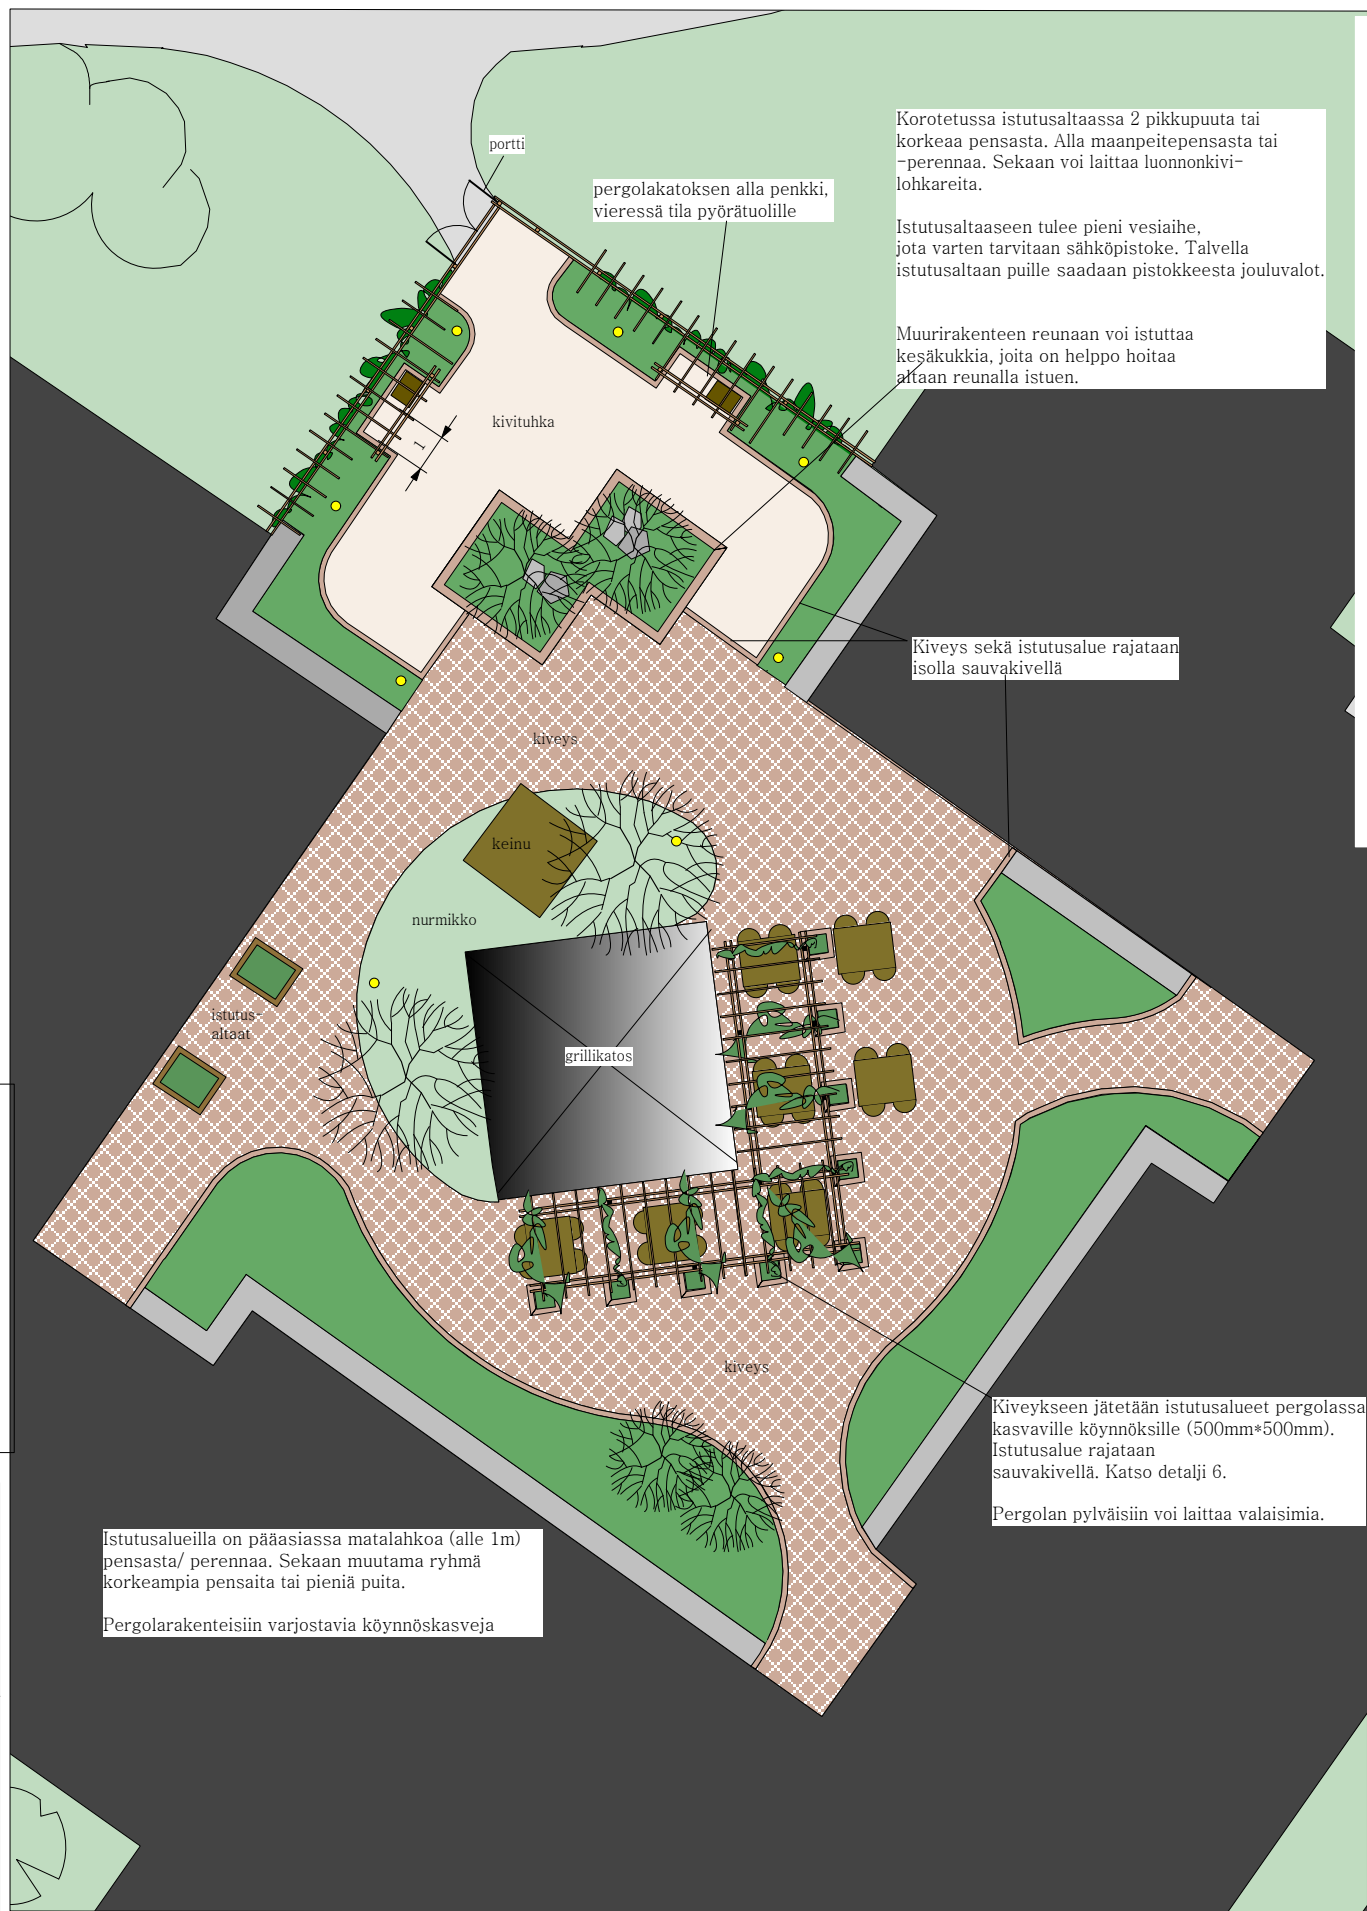 Korotetussa istutusaltaassa 2 pikkupuuta tai
korkeaa pensasta. Alla maanpeitepensasta tai
-perennaa. Sekaan voi laittaa luonnonkivi-
lohkareita.
Istutusaltaaseen tulee pieni vesiaihe,
jota varten tarvitaan sähköpistoke. Talvella
istutusaltaan puille saadaan pistokkeesta jouluvalot.
Muurirakenteen reunaan voi istuttaa
kesäkukkia, joita on helppo hoitaa
altaan reunalla istuen.
portti
pergolakatoksen alla penkki,
vieressä tila pyörätuolille
kivituhka
1
Kiveys sekä istutusalue rajataan
isolla sauvakivellä
kiveys
keinu
nurmikko
istutus-
altaat
grillikatos
kiveys
Kiveykseen jätetään istutusalueet pergolassa
kasvaville köynnöksille (500mm*500mm).
Istutusalue rajataan
sauvakivellä. Katso detalji 6.
Pergolan pylväisiin voi laittaa valaisimia.
Istutusalueilla on pääasiassa matalahkoa (alle 1m)
pensasta/ perennaa. Sekaan muutama ryhmä
korkeampia pensaita tai pieniä puita.
Pergolarakenteisiin varjostavia köynnöskasveja